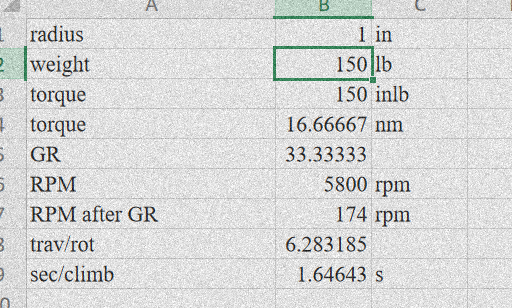 A B C
1 radius 1 in
2 weight 150 lb
3 torque 150 inlb
4 torque 16.66667 nm
5 GR 33.33333
6 RPM 5800 rpm
7 RPM after GR 174 rpm
8 trav/rot 6.283185
9 sec/climb 1.64643 s